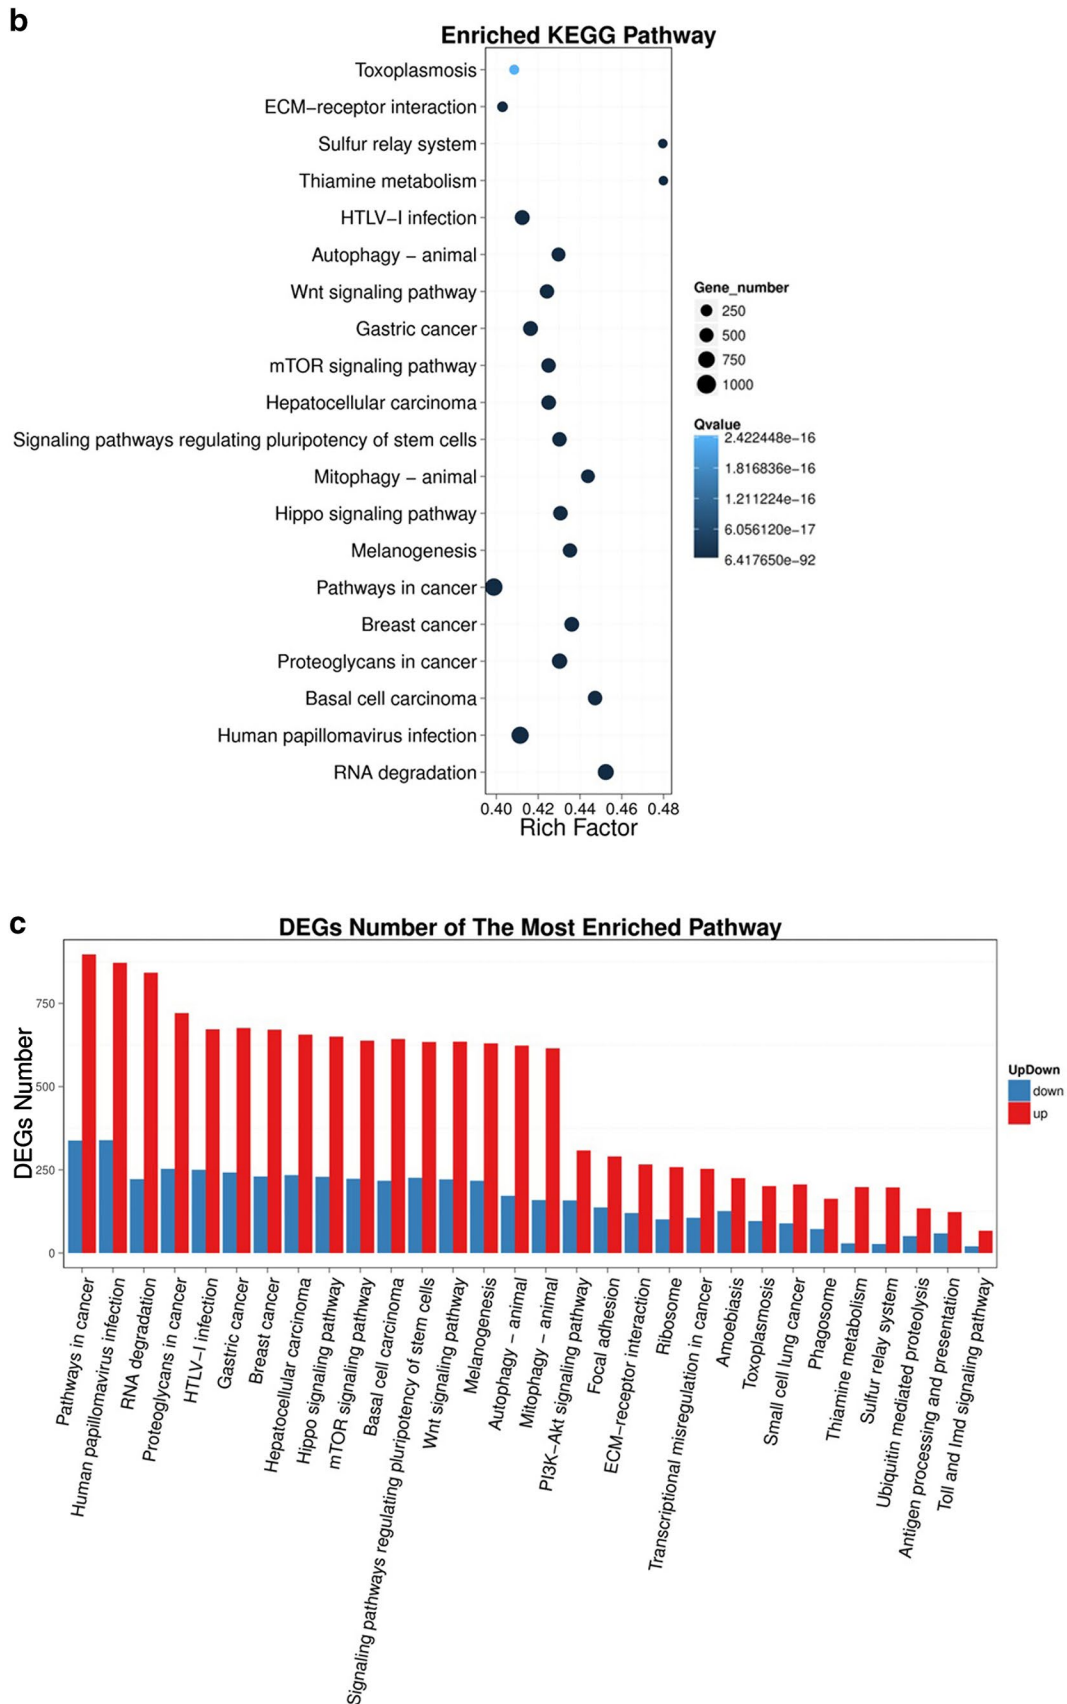 b
Enriched KEGG Pathway
Toxoplasmosis
ECM−receptor interaction
Sulfur relay system
Thiamine metabolism
HTLV−I infection
Autophagy − animal
Wnt signaling pathway
Gastric cancer
mTOR signaling pathway
Hepatocellular carcinoma
Signaling pathways regulating pluripotency of stem cells
Mitophagy − animal
Hippo signaling pathway
Melanogenesis
Pathways in cancer
Breast cancer
Proteoglycans in cancer
Basal cell carcinoma
Human papillomavirus infection
RNA degradation
0.40 0.42 0.44 0.46 0.48
Rich Factor
Gene_number
250
500
750
1000
Qvalue
2.422448e−16
1.816836e−16
1.211224e−16
6.056120e−17
6.417650e−92
c
DEGs Number of The Most Enriched Pathway
DEGs Number
750
500
250
0
Pathways in cancer
Human papillomavirus infection
RNA degradation
Proteoglycans in cancer
HTLV−I infection
Gastric cancer
Breast cancer
Hepatocellular carcinoma
Hippo signaling pathway
mTOR signaling pathway
Basal cell carcinoma
Signaling pathways regulating pluripotency of stem cells
Wnt signaling pathway
Melanogenesis
Autophagy − animal
Mitophagy − animal
PI3K−Akt signaling pathway
Focal adhesion
ECM−receptor interaction
Ribosome
Transcriptional misregulation in cancer
Amoebiasis
Toxoplasmosis
Small cell lung cancer
Phagosome
Thiamine metabolism
Sulfur relay system
Ubiquitin mediated proteolysis
Antigen processing and presentation
Toll and Imd signaling pathway
UpDown
down
up